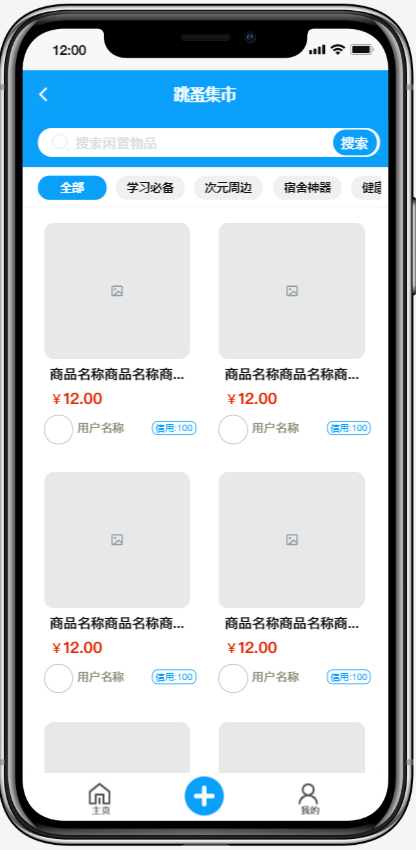 12:00
跳蚤集市
搜索闲置物品
搜索
全部 学习必备 次元周边 宿舍神器 健康
商品名称商品名称商... 商品名称商品名称商...
￥12.00 ￥12.00
用户名称 信用:100 用户名称 信用:100
商品名称商品名称商... 商品名称商品名称商...
￥12.00 ￥12.00
用户名称 信用:100 用户名称 信用:100
主页 我的